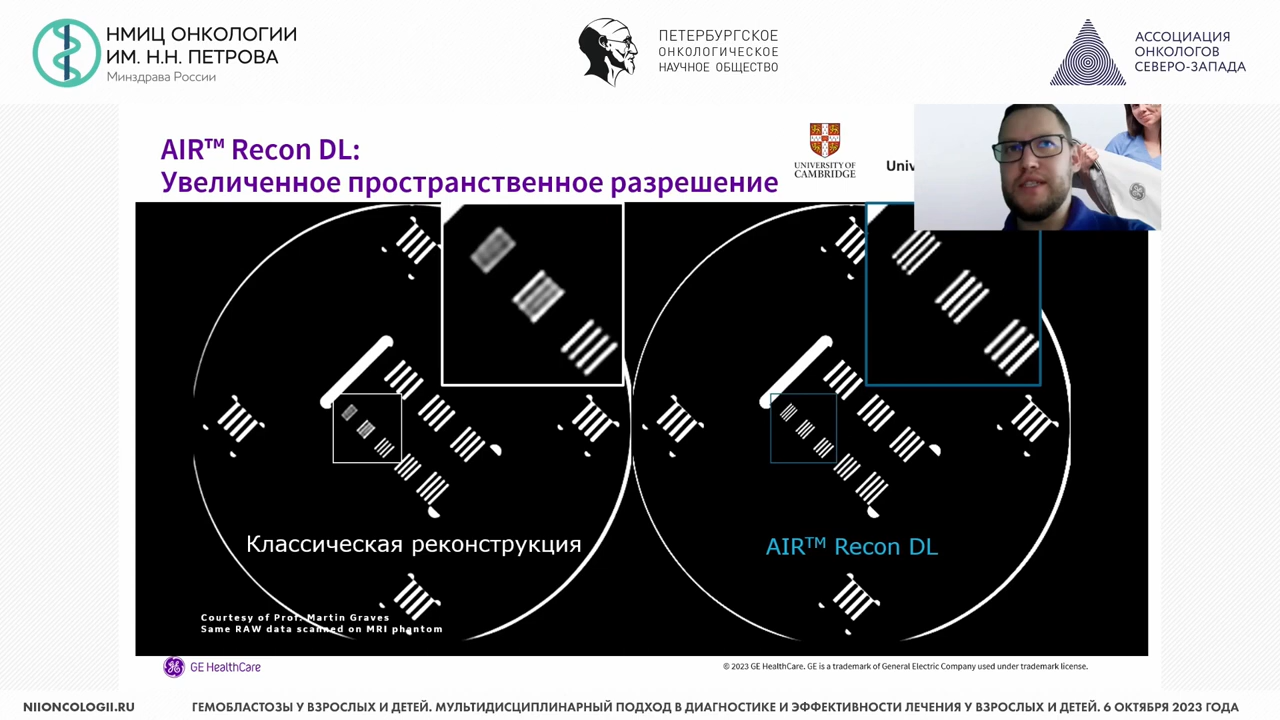 НМИЦ ОНКОЛОГИИ
ИМ. Н.Н. ПЕТРОВА
Минздрава России
ПЕТЕРБУРГСКОЕ
ОНКОЛОГИЧЕСКОЕ
НАУЧНОЕ ОБЩЕСТВО
АССОЦИАЦИЯ
ОНКОЛОГОВ
СЕВЕРО-ЗАПАДА
AIR™ Recon DL:
Увеличенное пространственное разрешение
UNIVERSITY OF
CAMBRIDGE
Univ
Классическая реконструкция
AIR™ Recon DL
Courtesy of Prof. Martin Graves
Same RAW data scanned on MRI phantom
GE HealthCare
© 2023 GE HealthCare. GE is a trademark of General Electric Company used under trademark license.
NIIONCOLOGII.RU
ГЕМОБЛАСТОЗЫ У ВЗРОСЛЫХ И ДЕТЕЙ. МУЛЬТИДИСЦИПЛИНАРНЫЙ ПОДХОД В ДИАГНОСТИКЕ И ЭФФЕКТИВНОСТИ ЛЕЧЕНИЯ У ВЗРОСЛЫХ И ДЕТЕЙ. 6 ОКТЯБРЯ 2023 ГОДА